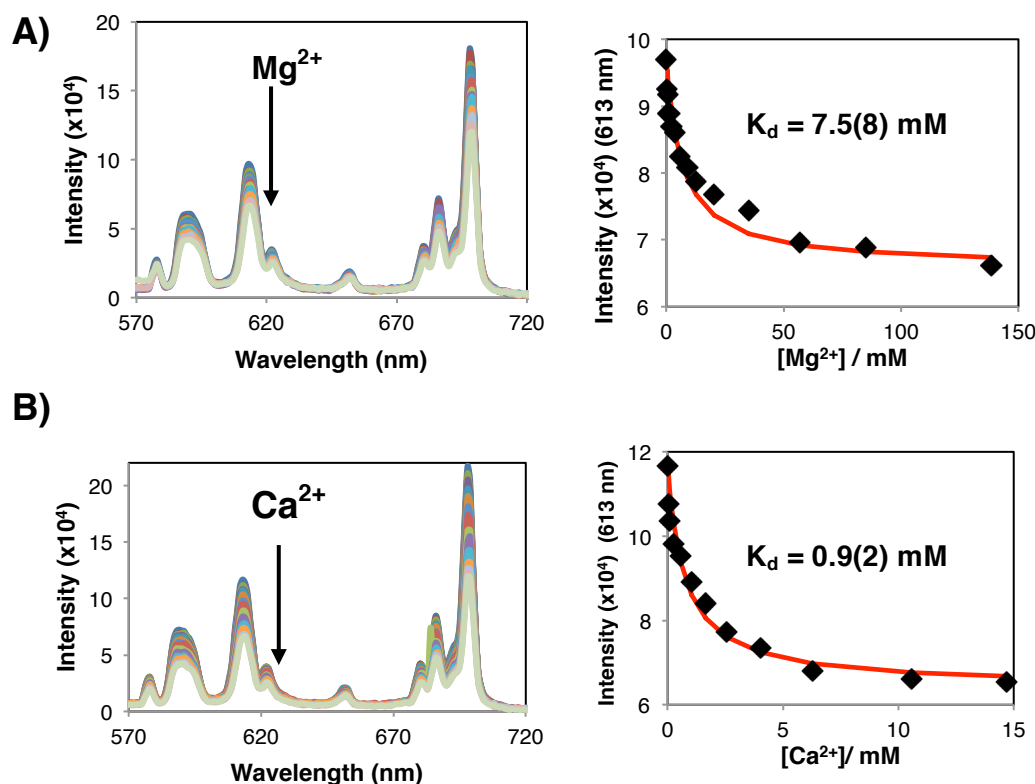 A)
Intensity (x10⁴)
20
15
10
5
0
Mg²⁺
570
620
670
720
Wavelength (nm)
Intensity (x10⁴) (613 nm)
10
9
8
7
6
K_d = 7.5(8) mM
0
50
100
150
[Mg²⁺] / mM
B)
Intensity (x10⁴)
20
15
10
5
0
Ca²⁺
570
620
670
720
Wavelength (nm)
Intensity (x10⁴) (613 nn)
12
11
10
9
8
7
6
K_d = 0.9(2) mM
0
5
10
15
[Ca²⁺]/ mM